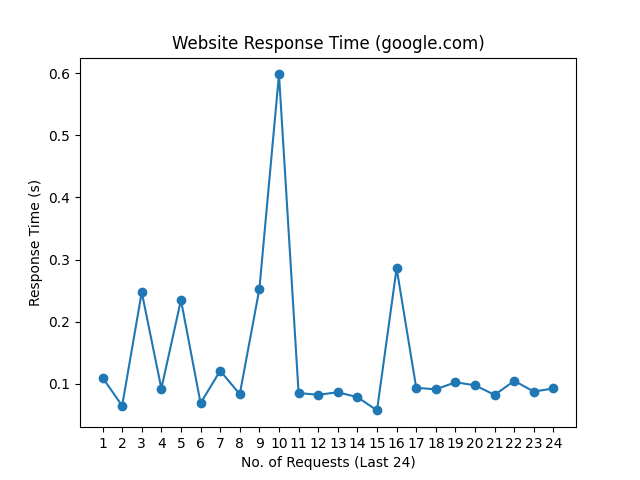 Website Response Time (google.com)
0.6
0.5
0.4
0.3
0.2
0.1
Response Time (s)
1 2 3 4 5 6 7 8 9 10 11 12 13 14 15 16 17 18 19 20 21 22 23 24
No. of Requests (Last 24)